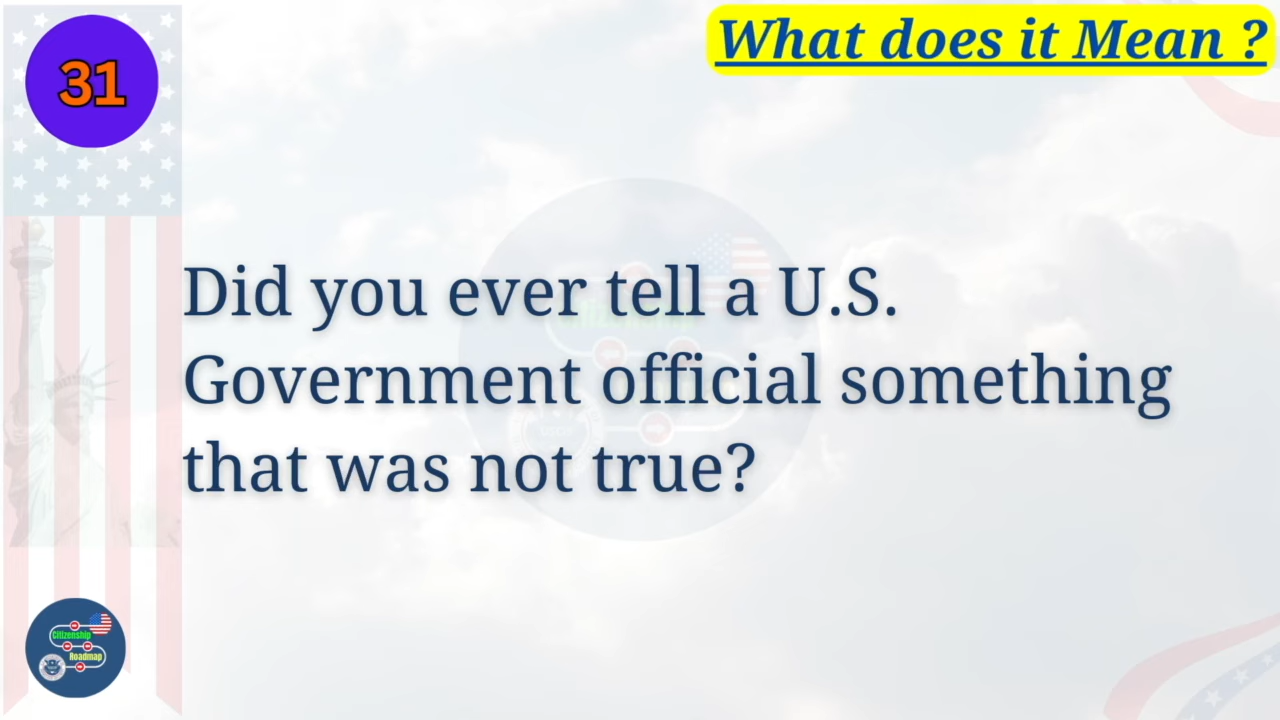 31
What does it Mean ?
Did you ever tell a U.S.
Government official something
that was not true?
Citizenship
Roadmap